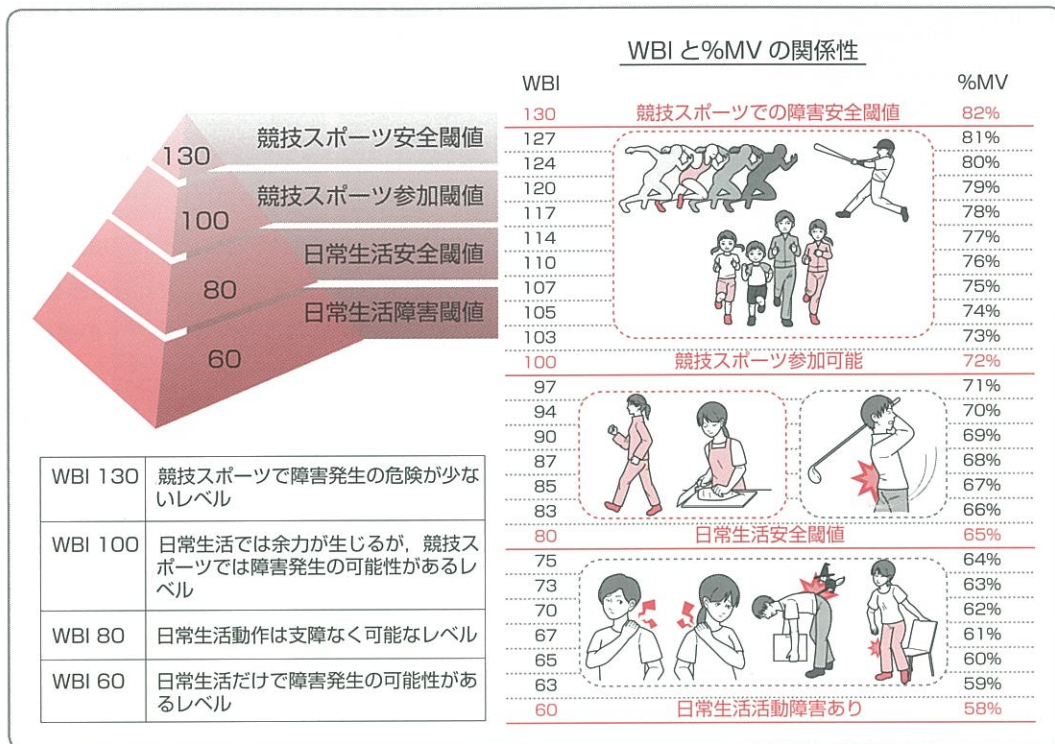 130
競技スポーツ安全閾値
100
競技スポーツ参加閾値
80
日常生活安全閾値
60
日常生活障害閾値
WBI 130 競技スポーツで障害発生の危険が少な
いレベル
WBI 100 日常生活では余力が生じるが，競技ス
ポーツでは障害発生の可能性があるレ
ベル
WBI 80 日常生活動作は支障なく可能なレベル
WBI 60 日常生活だけで障害発生の可能性があ
るレベル
WBIと%MVの関係性
WBI %MV
130 競技スポーツでの障害安全閾値 82%
127 81%
124 80%
120 79%
117 78%
114 77%
110 76%
107 75%
105 74%
103 73%
100 競技スポーツ参加可能 72%
97 71%
94 70%
90 69%
87 68%
85 67%
83 66%
80 日常生活安全閾値 65%
75 64%
73 63%
70 62%
67 61%
65 60%
63 59%
60 日常生活活動障害あり 58%